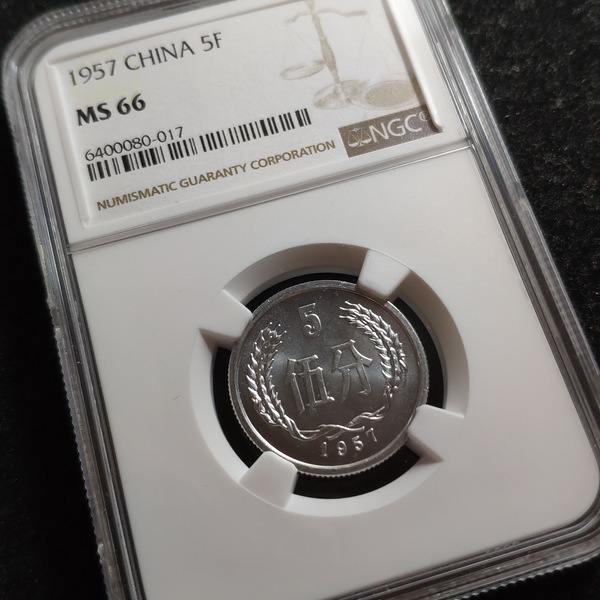 1957 CHINA 5F
MS 66
6400080-017
NGC®
NUMISMATIC GUARANTY CORPORATION
5
伍分
1957